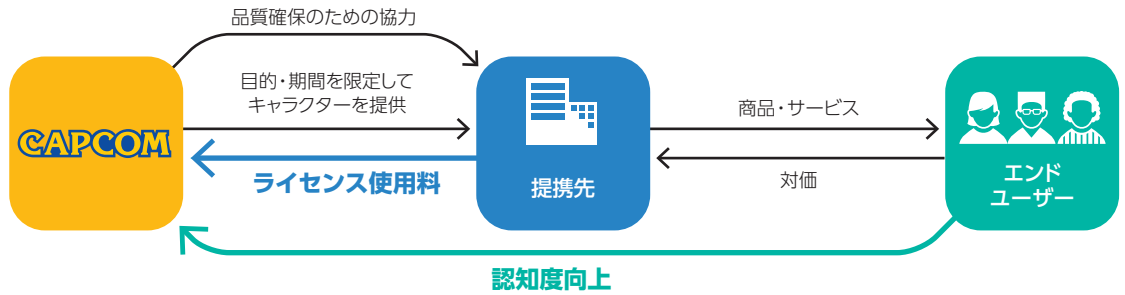 品質確保のための協力
目的・期間を限定して
キャラクターを提供
CAPCOM
ライセンス使用料
提携先
商品・サービス
対価
エンド
ユーザー
認知度向上